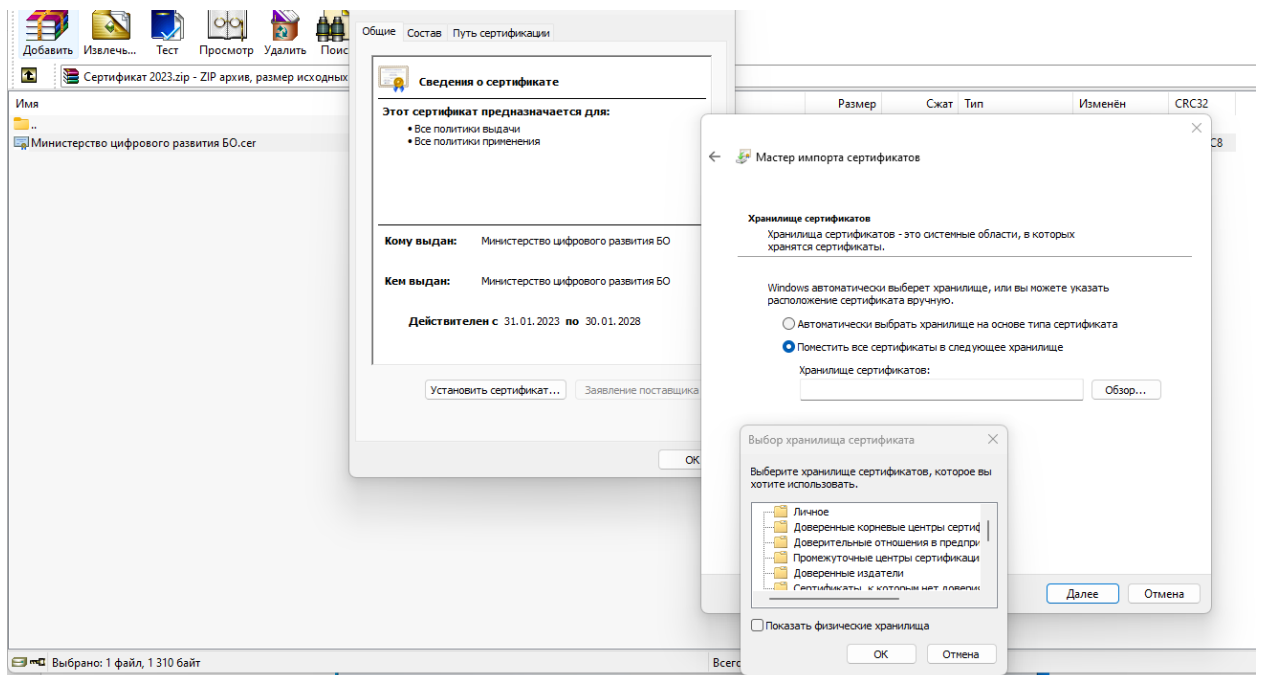 Добавить Извлечь... Тест Просмотр Удалить Поис
Сертификат 2023.zip - ZIP архив, размер исходных
Имя
..
Министерство цифрового развития БО.cer
Общие Состав Путь сертификации
Сведения о сертификате
Этот сертификат предназначается для:
• Все политики выдачи
• Все политики применения
Кому выдан: Министерство цифрового развития БО
Кем выдан: Министерство цифрового развития БО
Действителен с 31.01.2023 по 30.01.2028
Установить сертификат... Заявление поставщика
ОК
Размер Сжат Тип Изменён CRC32
C8
Мастер импорта сертификатов
Хранилище сертификатов
Хранилища сертификатов - это системные области, в которых
хранятся сертификаты.
Windows автоматически выберет хранилище, или вы можете указать
расположение сертификата вручную.
Автоматически выбрать хранилище на основе типа сертификата
Поместить все сертификаты в следующее хранилище
Хранилище сертификатов:
Обзор...
Далее Отмена
Выбор хранилища сертификата
Выберите хранилище сертификатов, которое вы
хотите использовать.
Личное
Доверенные корневые центры сертиф
Доверительные отношения в предпри
Промежуточные центры сертификаци
Доверенные издатели
Сертификаты, к которым нет доверия
Показать физические хранилища
ОК Отмена
Выбрано: 1 файл, 1 310 байт
Всего